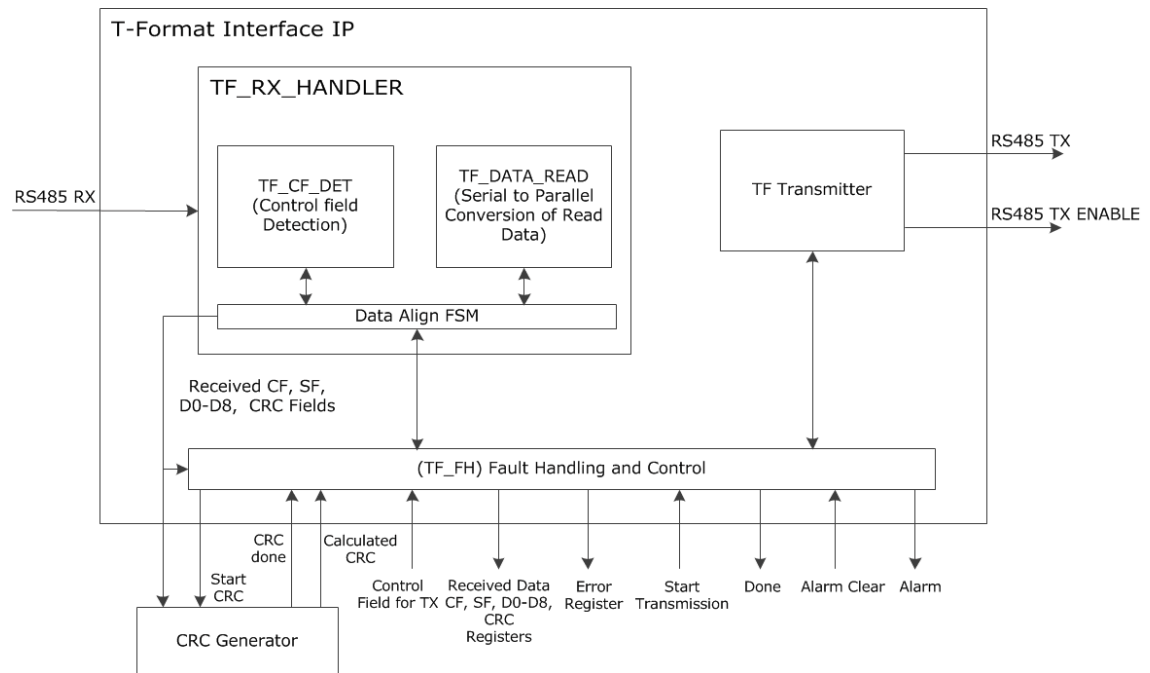 T-Format Interface IP
TF_RX_HANDLER
TF_CF_DET
(Control field
Detection)
TF_DATA_READ
(Serial to Parallel
Conversion of Read
Data)
TF Transmitter
RS485 TX
RS485 TX ENABLE
RS485 RX
Data Align FSM
Received CF, SF,
D0-D8, CRC Fields
(TF_FH) Fault Handling and Control
Start
CRC
CRC
done
Calculated
CRC
Control
Field for TX
Received Data
CF, SF, D0-D8,
CRC
Registers
Error
Register
Start
Transmission
Done
Alarm Clear
Alarm
CRC Generator